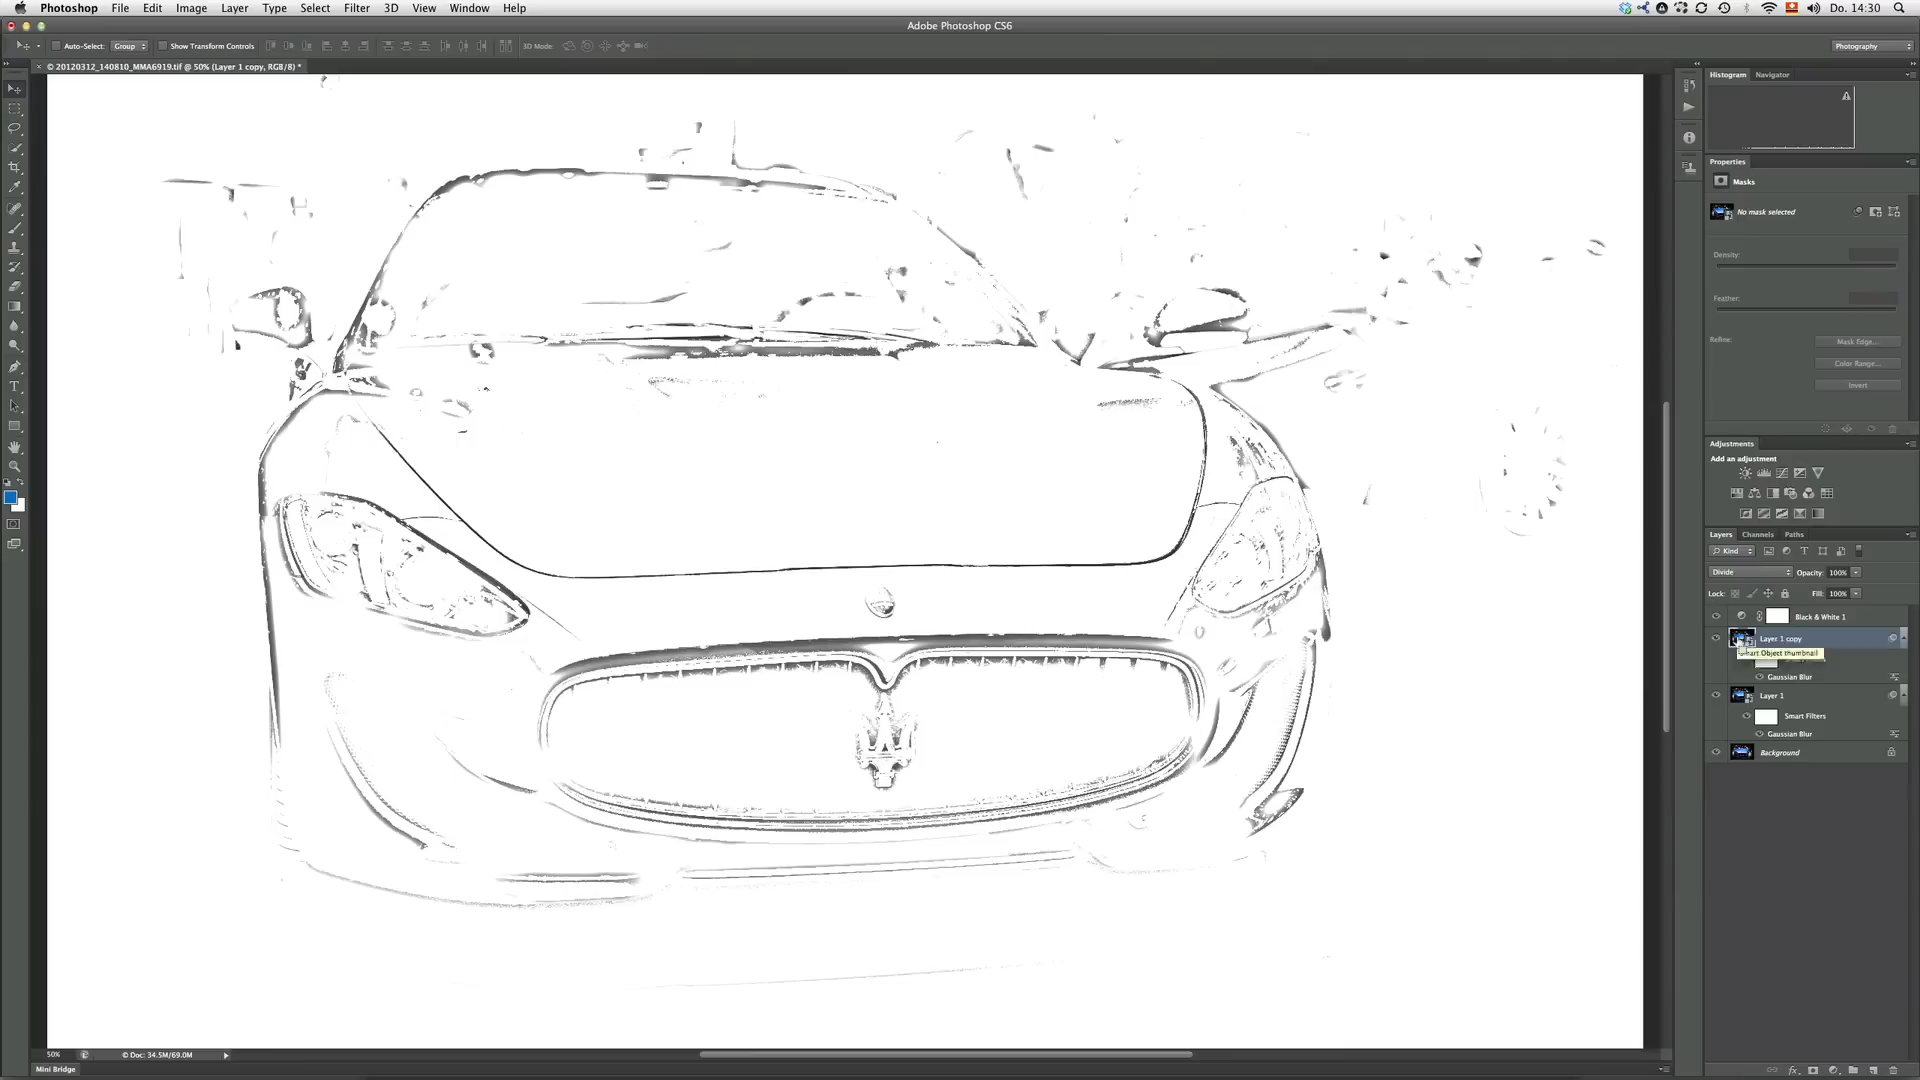 Photoshop File Edit Image Layer Type Select Filter 3D View Window Help Do. 14:30
Adobe Photoshop CS6
Auto-Select: Group Show Transform Controls 3D Mode: Photography
× © 20120312_140810_MMA6919.tif @ 50% (Layer 1 copy, RGB/8) *
Histogram Navigator
Properties
Masks
No mask selected
Density:
Feather:
Refine: Mask Edge...
Color Range...
Invert
Adjustments
Add an adjustment
Layers Channels Paths
Kind
Divide Opacity: 100%
Lock: Fill: 100%
Black & White 1
Layer 1 copy
Smart Object thumbnail
Gaussian Blur
Layer 1
Smart Filters
Gaussian Blur
Background
50% © Doc: 34.5M/69.0M
Mini Bridge